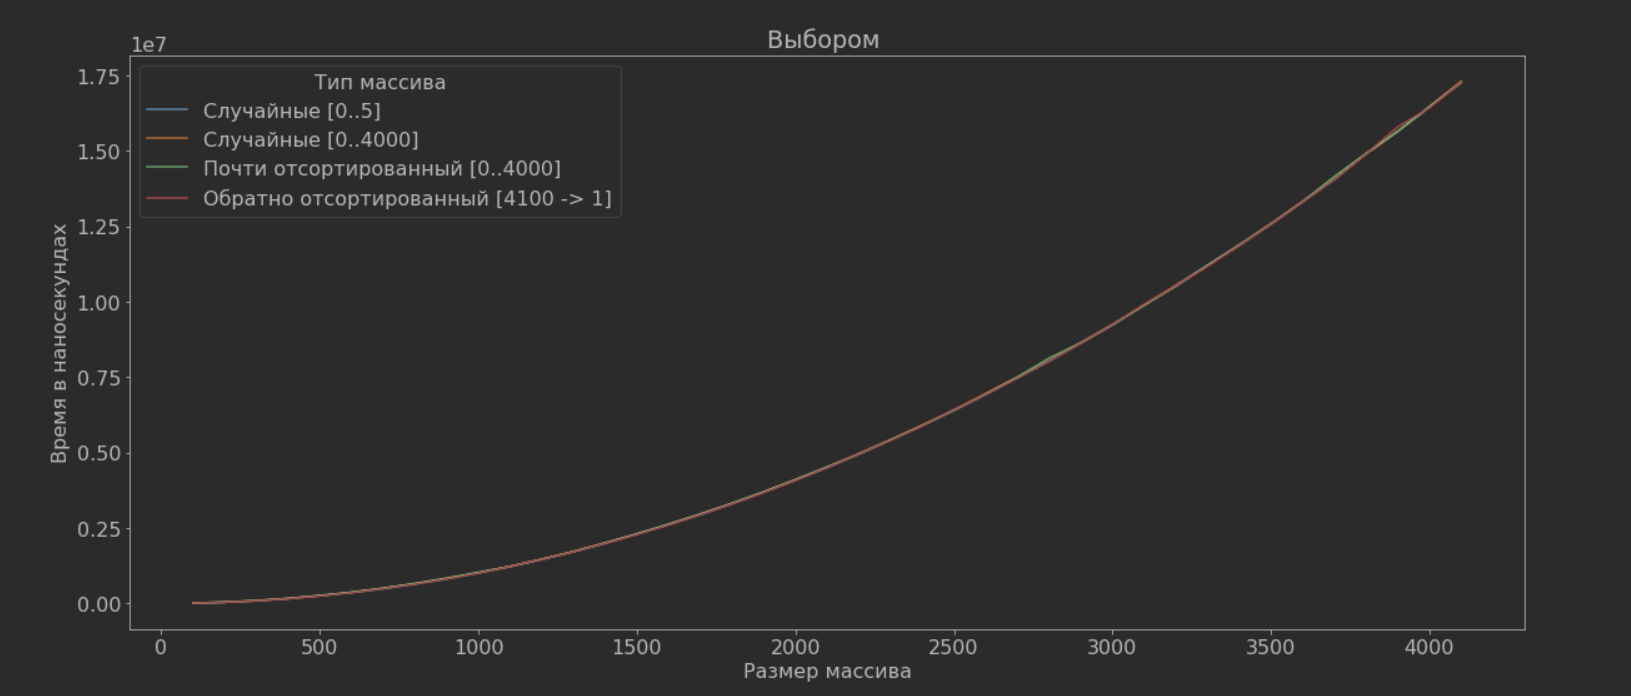 Выбором
1e7
Тип массива
Случайные [0..5]
Случайные [0..4000]
Почти отсортированный [0..4000]
Обратно отсортированный [4100 -> 1]
Время в наносекундах
1.75
1.50
1.25
1.00
0.75
0.50
0.25
0.00
0 500 1000 1500 2000 2500 3000 3500 4000
Размер массива